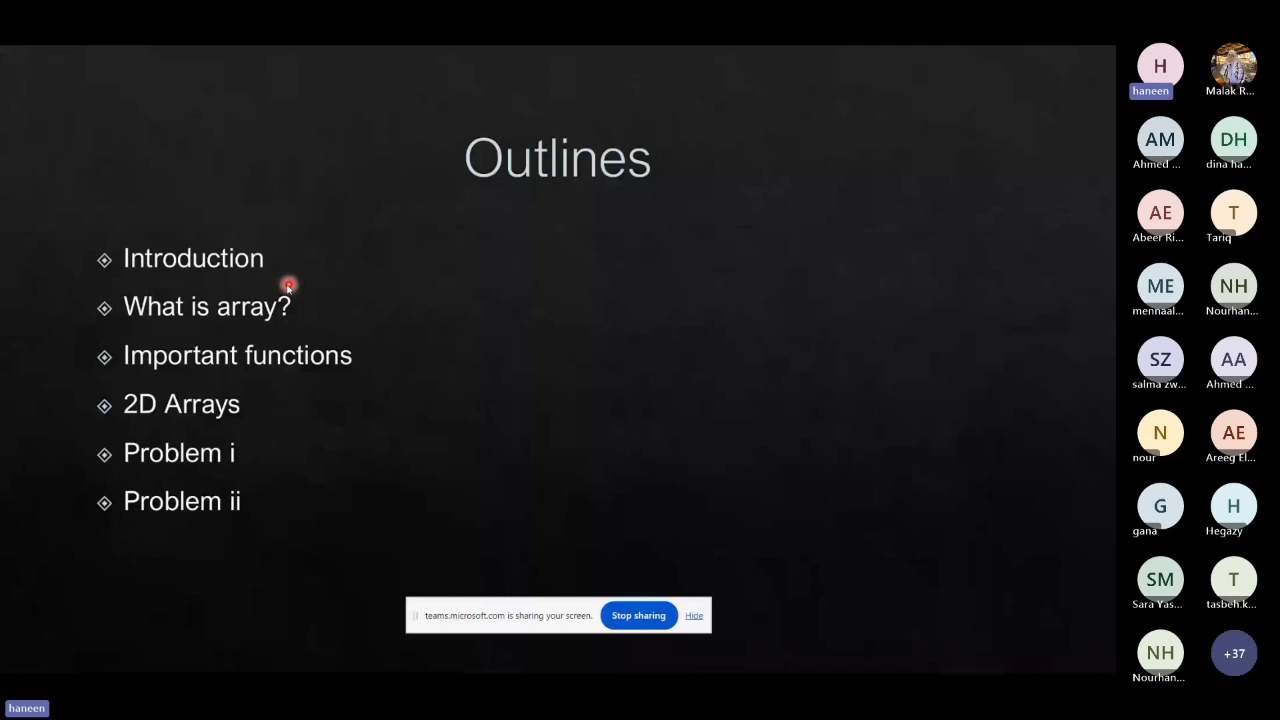 Outlines
Introduction
What is array?
Important functions
2D Arrays
Problem i
Problem ii
teams.microsoft.com is sharing your screen. Stop sharing Hide
haneen
H
haneen
Malak R...
AM
Ahmed ...
DH
dina ha...
AE
Abeer Ri...
T
Tariq
ME
mennaal...
NH
Nourhan...
SZ
salma zw...
AA
Ahmed ...
N
nour
AE
Areeg El...
G
gana
H
Hegazy
SM
Sara Yas...
T
tasbeh.k...
NH
Nourhan...
+37